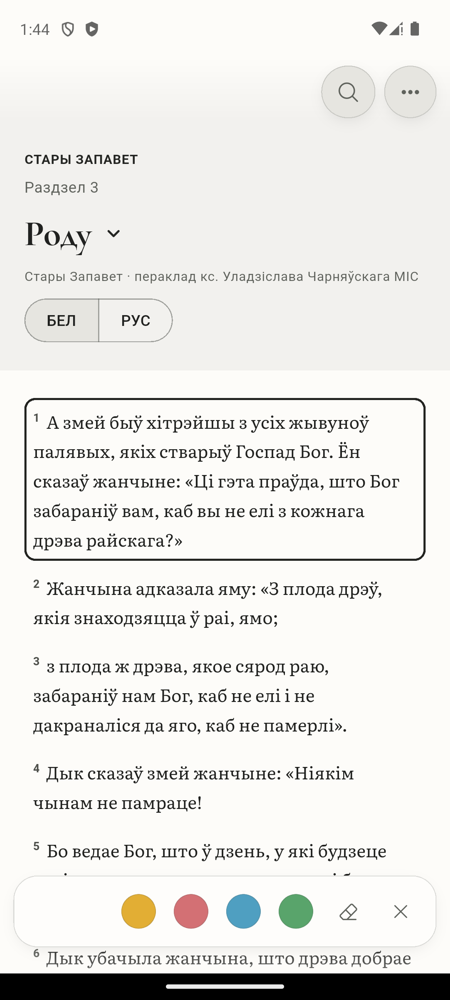 1:44
СТАРЫ ЗАПАВЕТ
Раздзел 3
Роду
Стары Запавет · пераклад кс. Уладзіслава Чарняўскага МІС
БЕЛ РУС
1 А змей быў хітрэйшы з усіх жывуноў
палявых, якіх стварыў Госпад Бог. Ён
сказаў жанчыне: «Ці гэта праўда, што Бог
забараніў вам, каб вы не елі з кожнага
дрэва райскага?»
2 Жанчына адказала яму: «З плода дрэў,
якія знаходзяцца ў раі, ямо;
3 з плода ж дрэва, якое сярод раю,
забараніў нам Бог, каб не елі і не
дакраналіся да яго, каб не памерлі».
4 Дык сказаў змей жанчыне: «Ніякім
чынам не памраце!
5 Бо ведае Бог, што ў дзень, у які будзеце
6 Дык убачыла жанчына, што дрэва добрае